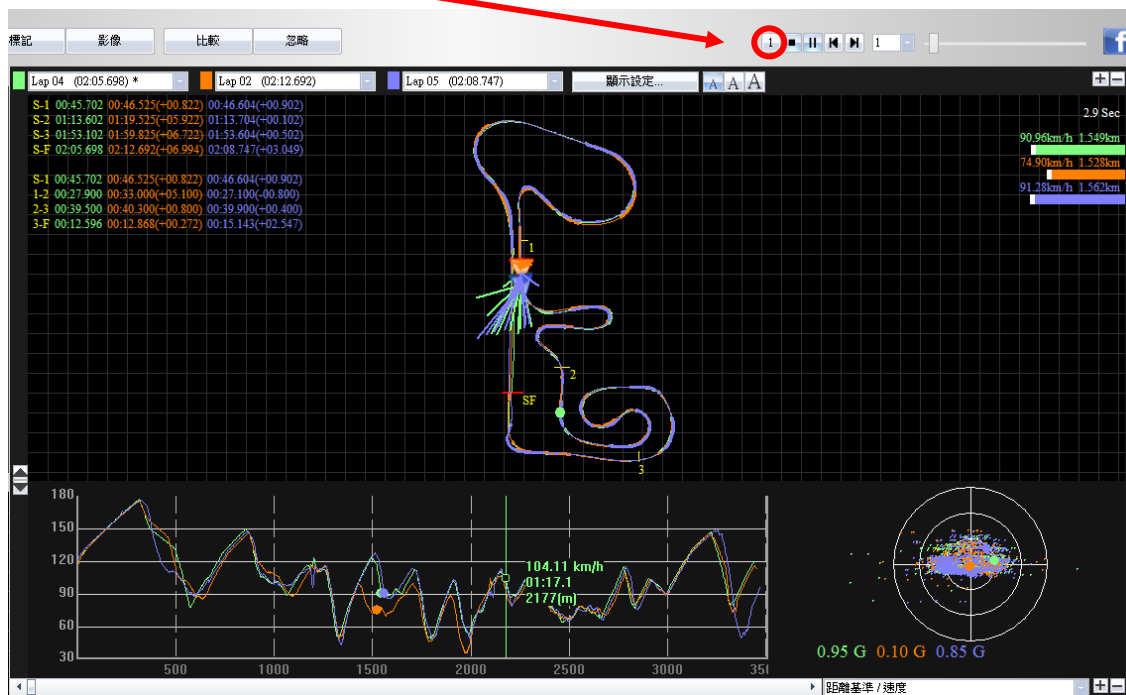 標記 影像 比較 忽略 1 1 f
Lap 04 (02:05.698) * Lap 02 (02:12.692) Lap 05 (02:08.747) 顯示設定... A A A
S-1 00:45.702 00:46.525(+00.822) 00:46.604(+00.902)
S-2 01:13.602 01:19.525(+05.922) 01:13.704(+00.102)
S-3 01:53.102 01:59.825(+06.722) 01:53.604(+00.502)
S-F 02:05.698 02:12.692(+06.994) 02:08.747(+03.049)
S-1 00:45.702 00:46.525(+00.822) 00:46.604(+00.902)
1-2 00:27.900 00:33.000(+05.100) 00:27.100(-00.800)
2-3 00:39.500 00:40.300(+00.800) 00:39.900(+00.400)
3-F 00:12.596 00:12.868(+00.272) 00:15.143(+02.547)
2.9 Sec
90.96km/h 1.549km
74.90km/h 1.528km
91.28km/h 1.562km
1
2
SF
3
180
150
120
90
60
30
104.11 km/h
01:17.1
2177(m)
500 1000 1500 2000 2500 3000 350
0.95 G 0.10 G 0.85 G
距離基準 / 速度